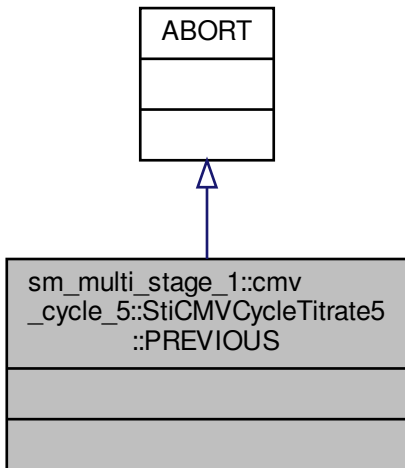 ABORT
sm_multi_stage_1::cmv
_cycle_5::StiCMVCycleTitrate5
::PREVIOUS